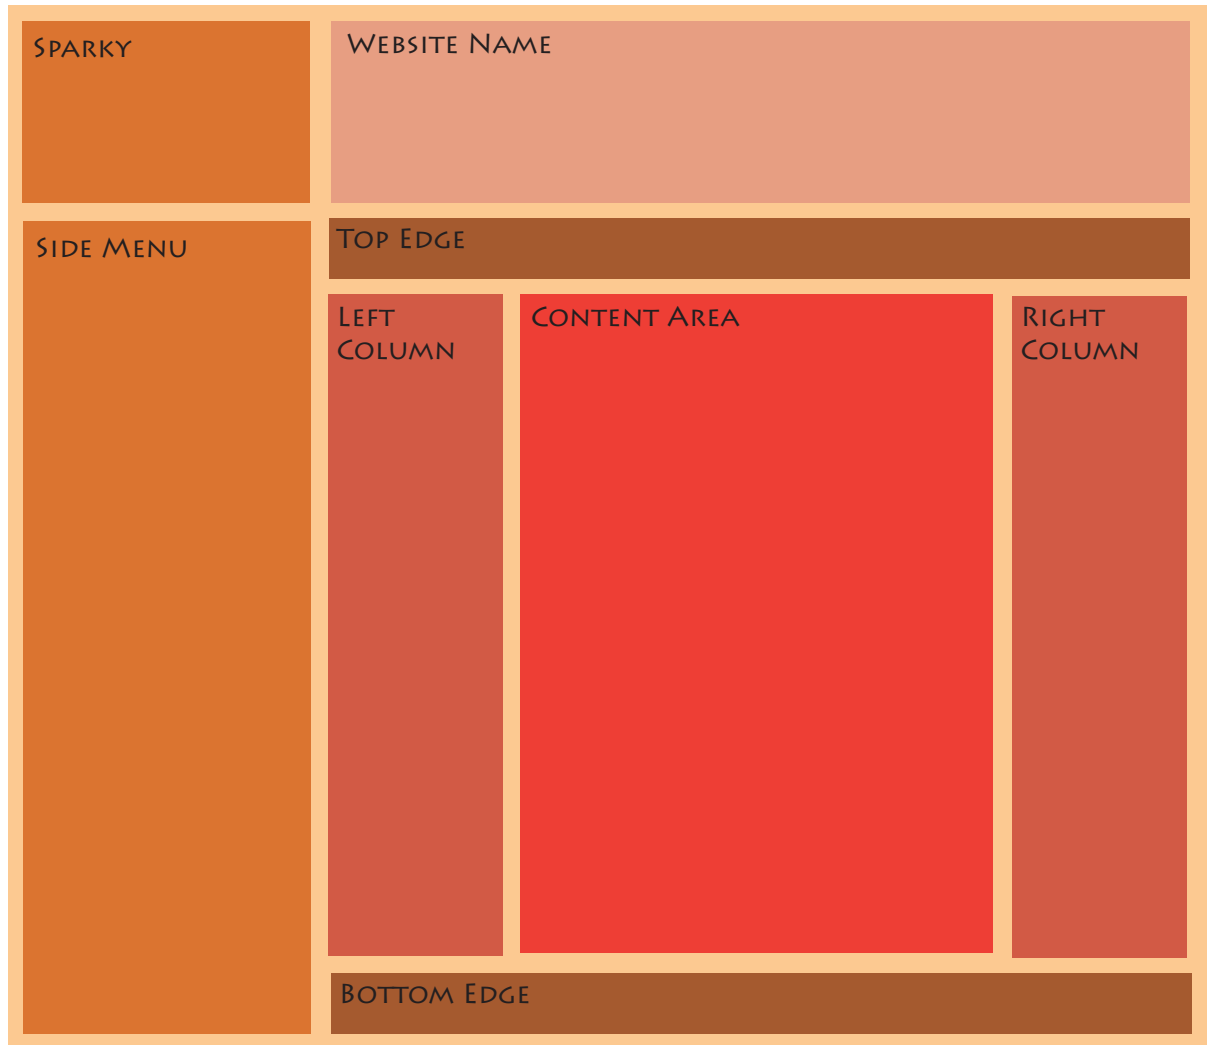 Sparky
Website Name
Side Menu
Top Edge
Left
Column
Content Area
Right
Column
Bottom Edge